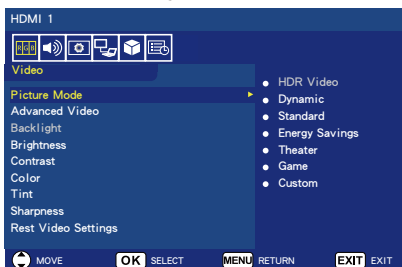 HDMI 1
RGB
Video
Picture Mode
Advanced Video
Backlight
Brightness
Contrast
Color
Tint
Sharpness
Rest Video Settings
HDR Video
Dynamic
Standard
Energy Savings
Theater
Game
Custom
MOVE OK SELECT MENU RETURN EXIT EXIT